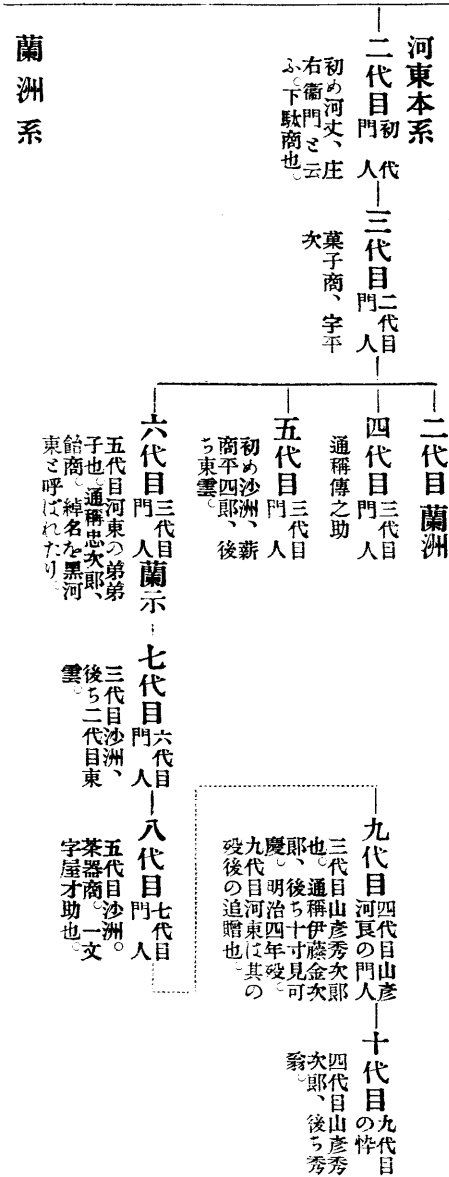 河東本系
二代目 初代門人
初め河丈、庄
右衞門と云
ふ。下駄商也。
三代目 二代目門人
菓子商、字平
次
二代目蘭洲
四代目 三代目門人
通稱傳之助
五代目 三代目門人
初め沙洲、薪
商平四郎、後
ち東雲。
六代目 三代目門人 蘭示
五代目河東の弟弟
子也。通稱忠次郎、
飴商。綽名を黒河
東と呼ばれたり。
七代目 六代目門人
三代目沙洲、
後ち二代目東
雲。
八代目 七代目門人
五代目沙洲。
茶器商。一文
字屋才助也。
九代目 四代目山彦河良の門人
三代目山彦秀次郎
也。通稱伊藤金次
郎、後ち十寸見可
慶。明治四年歿。
九代目河東は其の
歿後の追贈也。
十代目 九代目の悴
四代目山彦秀
次郎、後ち秀
翁。
蘭洲系